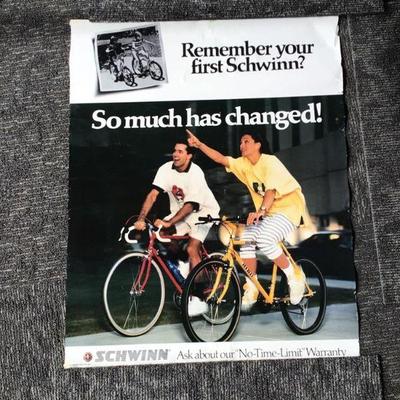 Remember your
first Schwinn?
So much has changed!
SCHWINN Ask about our "No-Time-Limit" Warranty